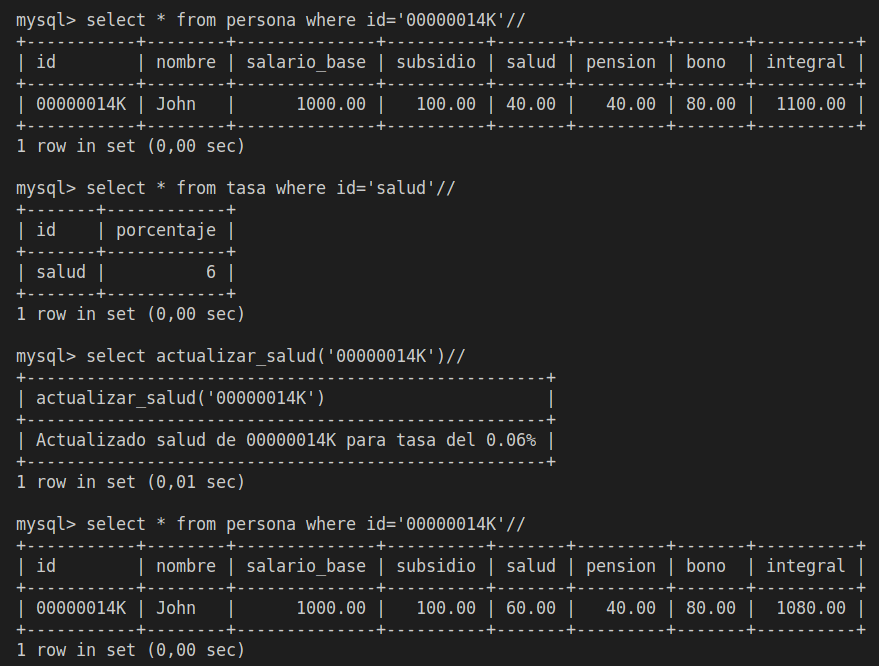 mysql> select * from persona where id='00000014K'//
+-----------+--------+--------------+----------+-------+---------+-------+----------+
| id        | nombre | salario_base | subsidio | salud | pension | bono  | integral |
+-----------+--------+--------------+----------+-------+---------+-------+----------+
| 00000014K | John   |      1000.00 |   100.00 | 40.00 |   40.00 | 80.00 |  1100.00 |
+-----------+--------+--------------+----------+-------+---------+-------+----------+
1 row in set (0,00 sec)

mysql> select * from tasa where id='salud'//
+-------+------------+
| id    | porcentaje |
+-------+------------+
| salud |          6 |
+-------+------------+
1 row in set (0,00 sec)

mysql> select actualizar_salud('00000014K')//
+----------------------------------------------------+
| actualizar_salud('00000014K')                      |
+----------------------------------------------------+
| Actualizado salud de 00000014K para tasa del 0.06% |
+----------------------------------------------------+
1 row in set (0,01 sec)

mysql> select * from persona where id='00000014K'//
+-----------+--------+--------------+----------+-------+---------+-------+----------+
| id        | nombre | salario_base | subsidio | salud | pension | bono  | integral |
+-----------+--------+--------------+----------+-------+---------+-------+----------+
| 00000014K | John   |      1000.00 |   100.00 | 60.00 |   40.00 | 80.00 |  1080.00 |
+-----------+--------+--------------+----------+-------+---------+-------+----------+
1 row in set (0,00 sec)